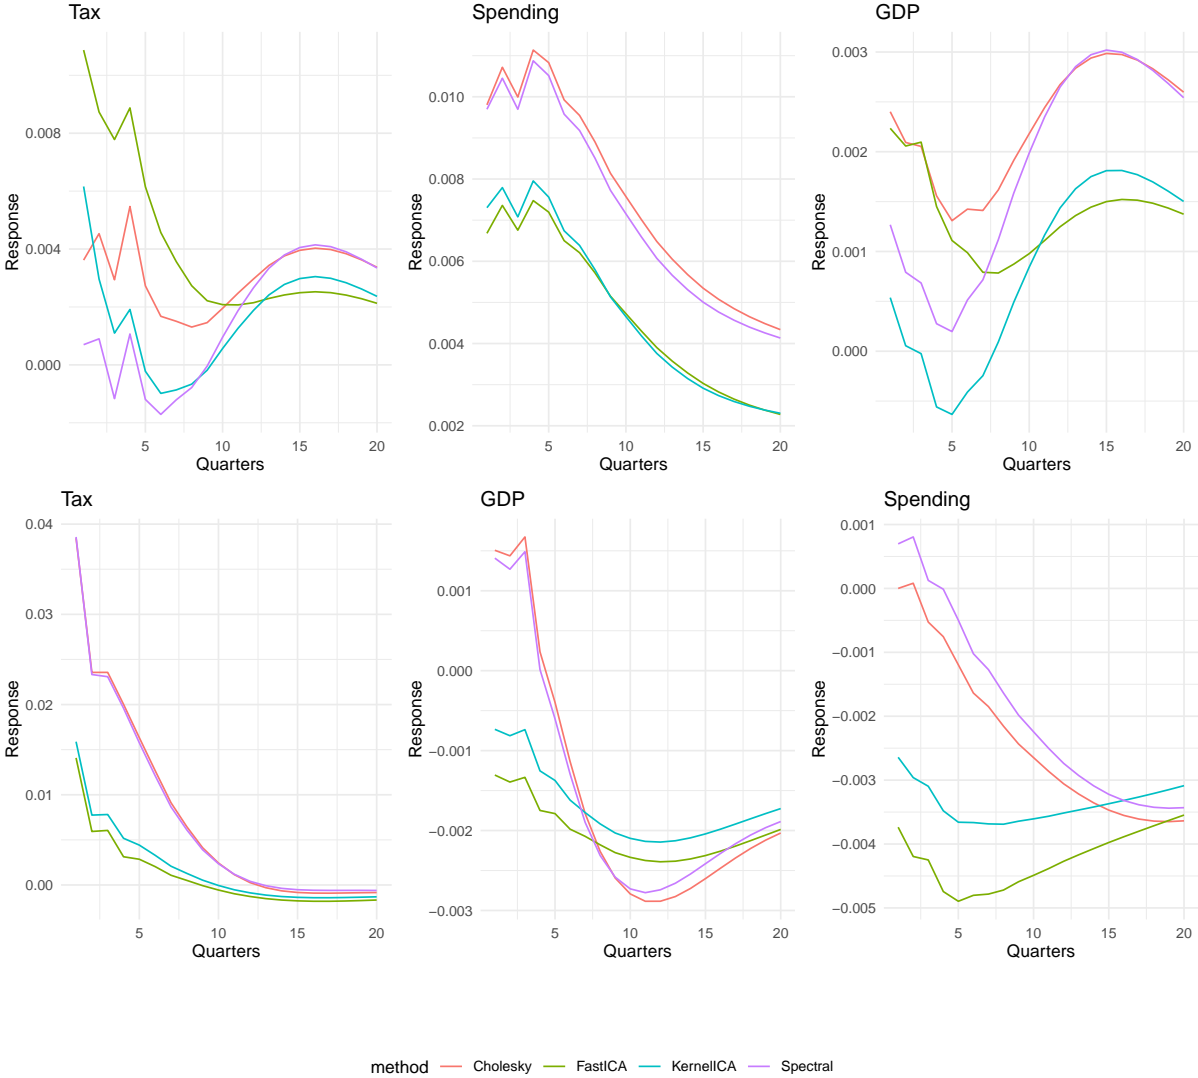 Tax
Spending
GDP
0.008
0.004
0.000
Response
5
10
15
20
Quarters
0.010
0.008
0.006
0.004
0.002
Response
5
10
15
20
Quarters
0.003
0.002
0.001
0.000
Response
5
10
15
20
Quarters
Tax
GDP
Spending
0.04
0.03
0.02
0.01
0.00
Response
5
10
15
20
Quarters
0.001
0.000
−0.001
−0.002
−0.003
Response
5
10
15
20
Quarters
0.001
0.000
−0.001
−0.002
−0.003
−0.004
−0.005
Response
5
10
15
20
Quarters
method Cholesky FastICA KernelICA Spectral